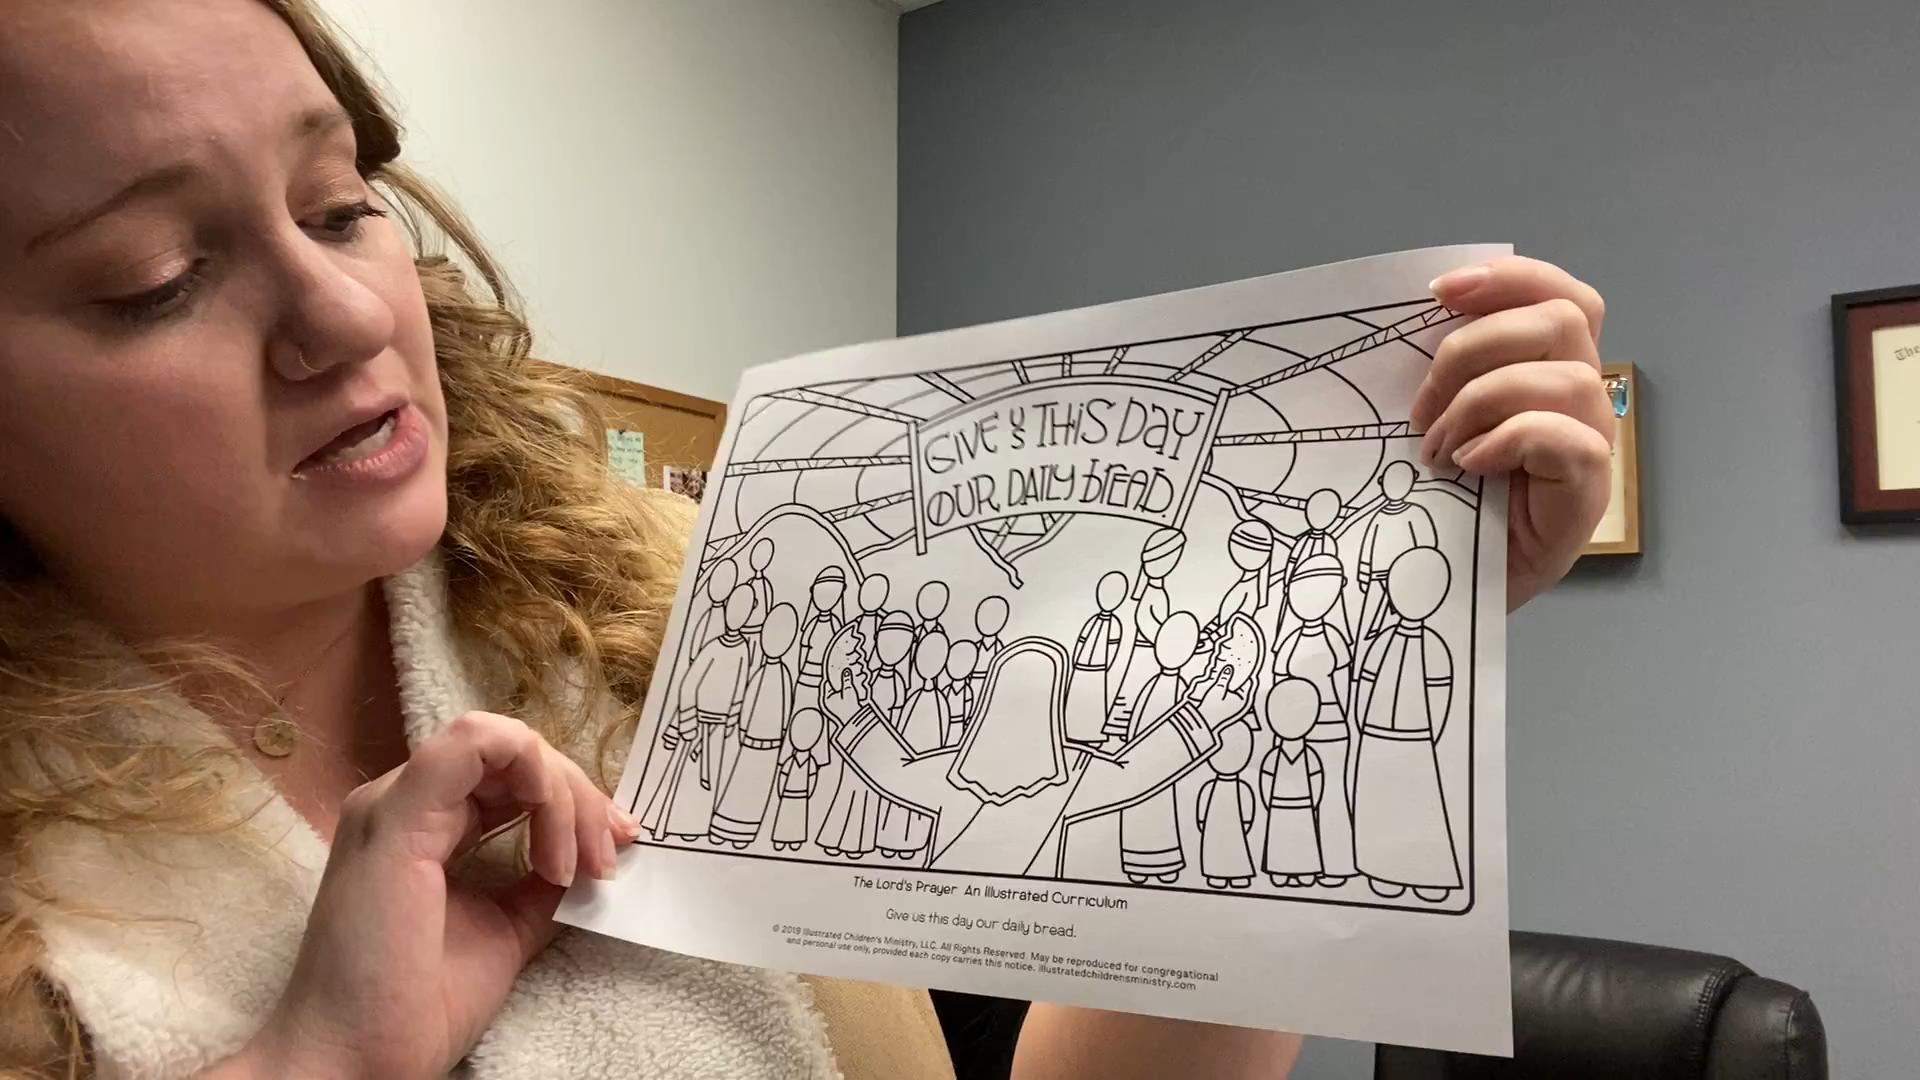 GIVE US THIS DAY
OUR DAILY BREAD.
The Lord's Prayer An Illustrated Curriculum
Give us this day our daily bread.
© 2019 Illustrated Children's Ministry, LLC. All Rights Reserved. May be reproduced for congregational
and personal use only, provided each copy carries this notice. illustratedchildrensministry.com
The